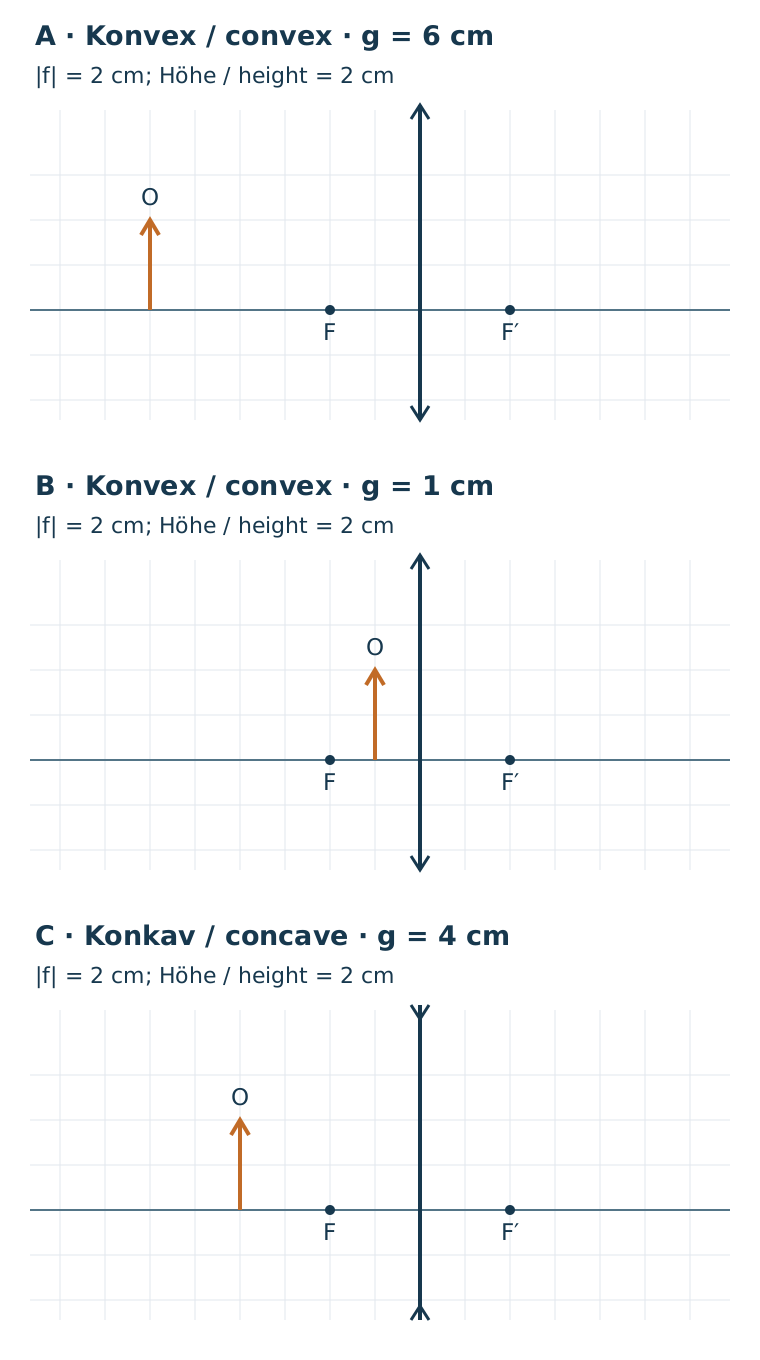 A · Konvex / convex · g = 6 cm
|f| = 2 cm; Höhe / height = 2 cm
O
F
F′
B · Konvex / convex · g = 1 cm
|f| = 2 cm; Höhe / height = 2 cm
O
F
F′
C · Konkav / concave · g = 4 cm
|f| = 2 cm; Höhe / height = 2 cm
O
F
F′